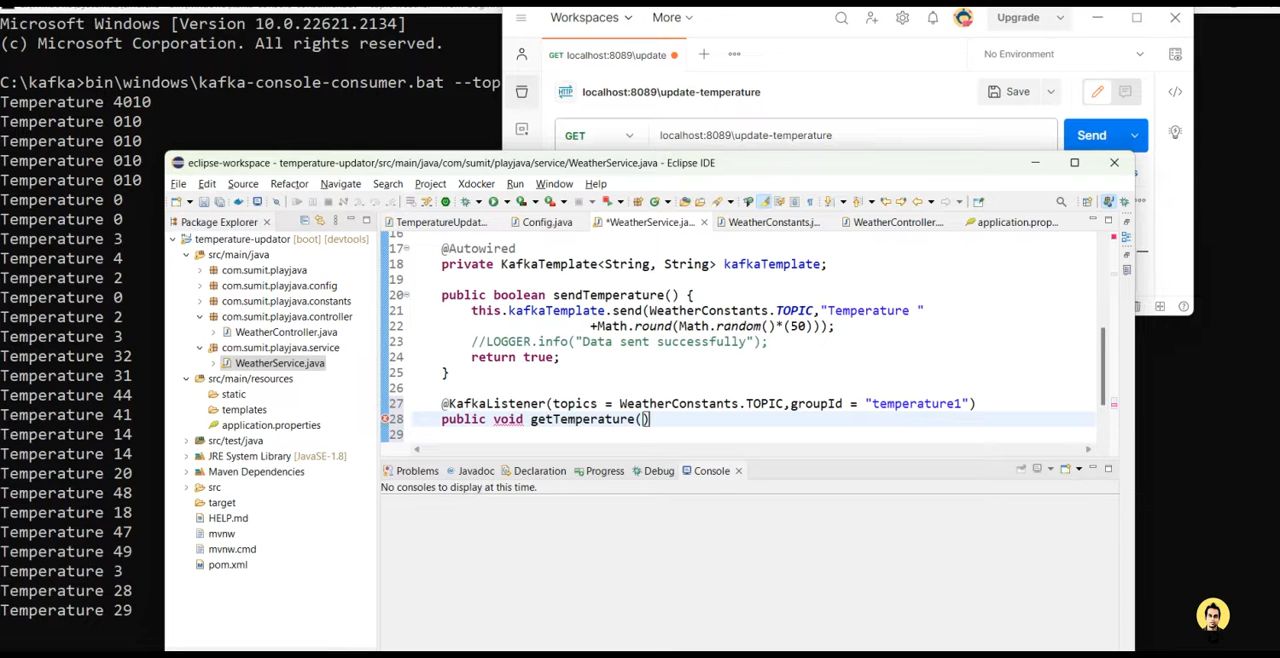 Microsoft Windows [Version 10.0.22621.2134]
(c) Microsoft Corporation. All rights reserved.
C:\kafka>bin\windows\kafka-console-consumer.bat --top
Temperature 4010
Temperature 010
Temperature 010
Temperature 010
Temperature 010
Temperature 0
Temperature 0
Temperature 3
Temperature 4
Temperature 2
Temperature 0
Temperature 2
Temperature 3
Temperature 32
Temperature 31
Temperature 44
Temperature 41
Temperature 14
Temperature 14
Temperature 20
Temperature 48
Temperature 18
Temperature 47
Temperature 49
Temperature 3
Temperature 28
Temperature 29
Workspaces More Upgrade
GET localhost:8089\update No Environment
HTTP localhost:8089\update-temperature Save
GET localhost:8089\update-temperature Send
eclipse-workspace - temperature-updator/src/main/java/com/sumit/playjava/service/WeatherService.java - Eclipse IDE
File Edit Source Refactor Navigate Search Project Xdocker Run Window Help
Package Explorer
temperature-updator [boot] [devtools]
src/main/java
com.sumit.playjava
com.sumit.playjava.config
com.sumit.playjava.constants
com.sumit.playjava.controller
WeatherController.java
com.sumit.playjava.service
WeatherService.java
src/main/resources
static
templates
application.properties
src/test/java
JRE System Library [JavaSE-1.8]
Maven Dependencies
src
target
HELP.md
mvnw
mvnw.cmd
pom.xml
TemperatureUpdat... Config.java *WeatherService.ja... WeatherConstants.j... WeatherController.... application.prop...
16
17 @Autowired
18 private KafkaTemplate<String, String> kafkaTemplate;
19
20 public boolean sendTemperature() {
21 this.kafkaTemplate.send(WeatherConstants.TOPIC,"Temperature "
22 +Math.round(Math.random()*(50)));
23 //LOGGER.info("Data sent successfully");
24 return true;
25 }
26
27 @KafkaListener(topics = WeatherConstants.TOPIC,groupId = "temperature1")
28 public void getTemperature()
29
Problems Javadoc Declaration Progress Debug Console
No consoles to display at this time.